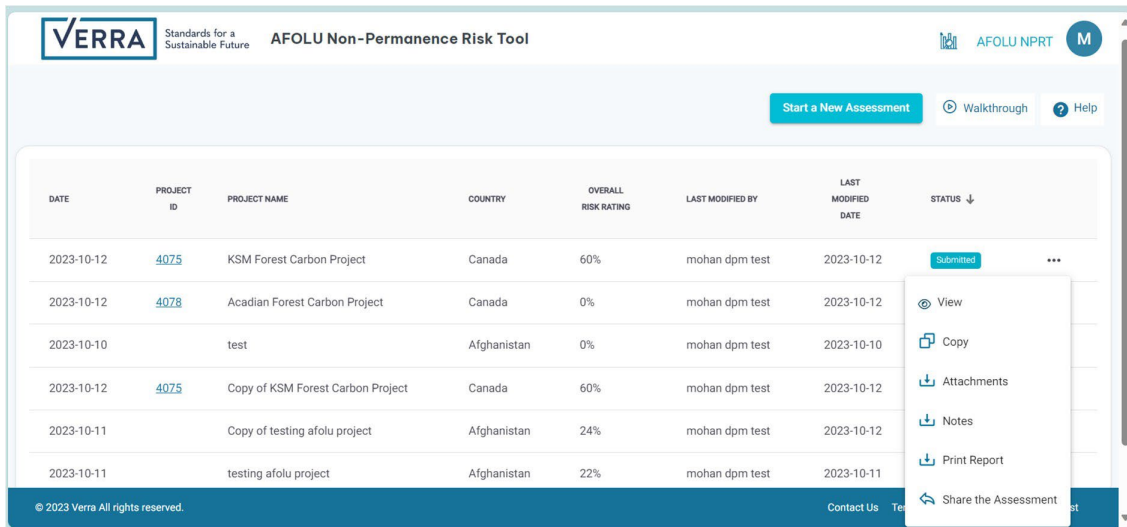 VERRA
Standards for a
Sustainable Future
AFOLU Non-Permanence Risk Tool
AFOLU NPRT
M
Start a New Assessment
Walkthrough
? Help
DATE
PROJECT
ID
PROJECT NAME
COUNTRY
OVERALL
RISK RATING
LAST MODIFIED BY
LAST
MODIFIED
DATE
STATUS ↓
2023-10-12 4075 KSM Forest Carbon Project Canada 60% mohan dpm test 2023-10-12 Submitted •••
2023-10-12 4078 Acadian Forest Carbon Project Canada 0% mohan dpm test 2023-10-12
2023-10-10 test Afghanistan 0% mohan dpm test 2023-10-10
2023-10-12 4075 Copy of KSM Forest Carbon Project Canada 60% mohan dpm test 2023-10-12
2023-10-11 Copy of testing afolu project Afghanistan 24% mohan dpm test 2023-10-12
2023-10-11 testing afolu project Afghanistan 22% mohan dpm test 2023-10-11
View
Copy
Attachments
Notes
Print Report
Share the Assessment
© 2023 Verra All rights reserved.
Contact Us